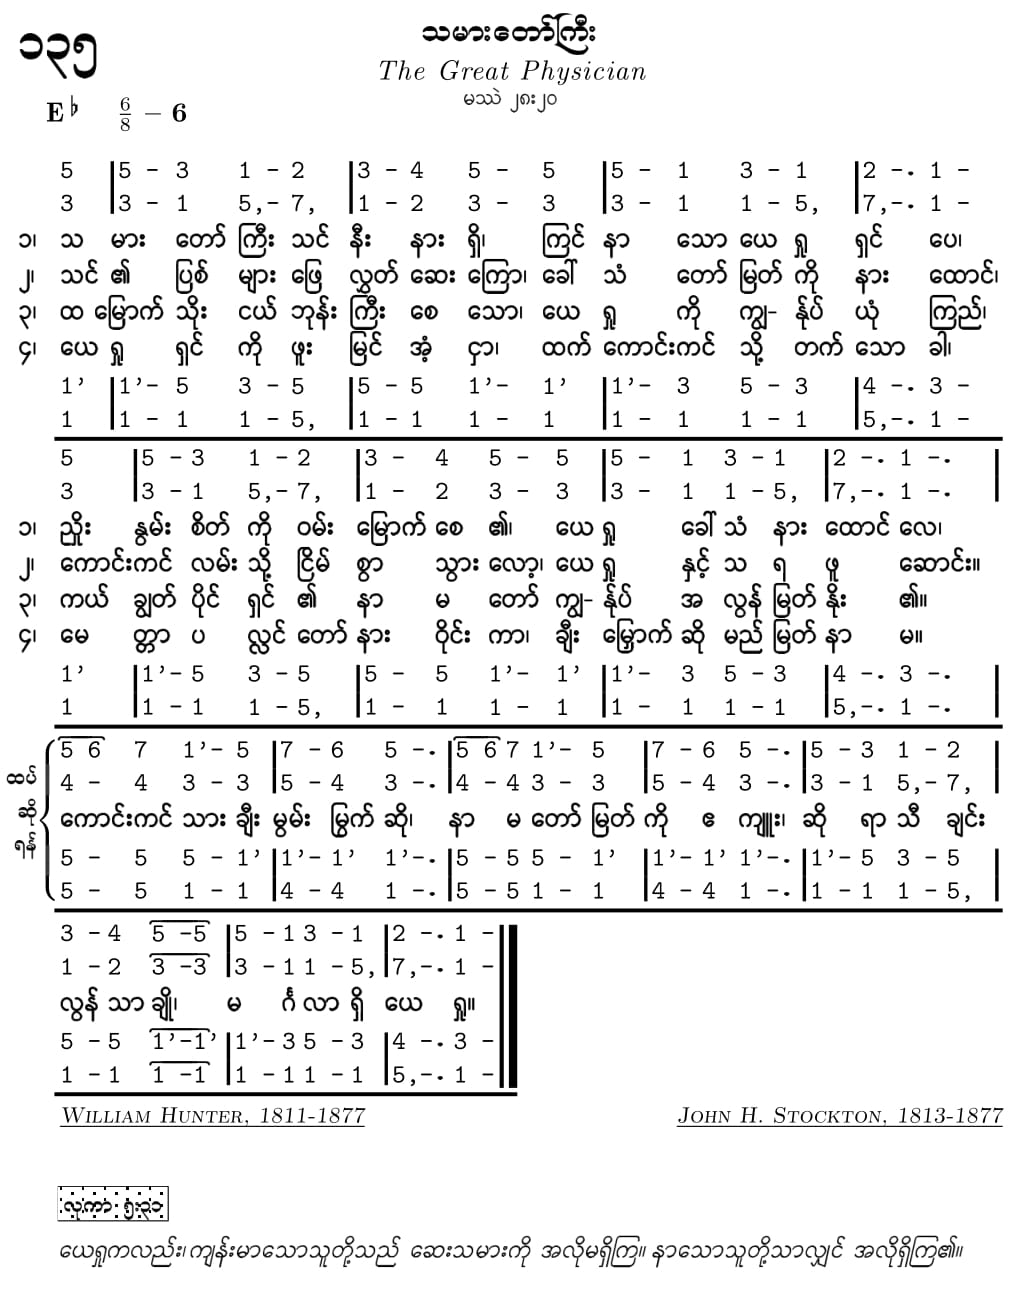 ၁၃၅
သမားတော်ကြီး
The Great Physician
မဿဲ ၂၈း၂၀
E♭ 6/8 – 6
5 |5 – 3 1 – 2 |3 – 4 5 – 5 |5 – 1 3 – 1 |2 –. 1 –
3 |3 – 1 5,– 7, |1 – 2 3 – 3 |3 – 1 1 – 5, |7,–. 1 –
၁၊ သ မား တော် ကြီး သင် နီး နား ရှိ၊ ကြင် နာ သော ယေ ရှု ရှင် ပေ၊
၂၊ သင် ၏ ပြစ် များ ဖြေ လွှတ် ဆေး ကြော၊ ခေါ် သံ တော် မြတ် ကို နား ထောင်၊
၃၊ ထ မြောက် သိုး ငယ် ဘုန်း ကြီး စေ သော၊ ယေ ရှု ကို ကျွ– န်ုပ် ယုံ ကြည်၊
၄၊ ယေ ရှု ရှင် ကို ဖူး မြင် အံ့ ငှာ၊ ထက် ကောင်းကင် သို့ တက် သော ခါ၊
1’ |1’– 5 3 – 5 |5 – 5 1’– 1’ |1’– 3 5 – 3 |4 –. 3 –
1 |1 – 1 1 – 5, |1 – 1 1 – 1 |1 – 1 1 – 1 |5,–. 1 –
5 |5 – 3 1 – 2 |3 – 4 5 – 5 |5 – 1 3 – 1 |2 –. 1 –. |
3 |3 – 1 5,– 7, |1 – 2 3 – 3 |3 – 1 1 – 5, |7,–. 1 –. |
၁၊ ညှိုး နွမ်း စိတ် ကို ဝမ်း မြောက် စေ ၏၊ ယေ ရှု ခေါ် သံ နား ထောင် လေ၊
၂၊ ကောင်းကင် လမ်း သို့ ငြိမ် စွာ သွား လော့၊ ယေ ရှု နှင့် သ ရ ဖူ ဆောင်း။
၃၊ ကယ် ချွတ် ပိုင် ရှင် ၏ နာ မ တော် ကျွ– န်ုပ် အ လွန် မြတ် နိုး ၏။
၄၊ မေ တ္တာ ပ လ္လင် တော် နား ဝိုင်း ကာ၊ ချီး မြှောက် ဆို မည် မြတ် နာ မ။
1’ |1’– 5 3 – 5 |5 – 5 1’– 1’ |1’– 3 5 – 3 |4 –. 3 –. |
1 |1 – 1 1 – 5, |1 – 1 1 – 1 |1 – 1 1 – 1 |5,–. 1 –. |
ထပ် ဆို ရန်
5 6 7 1’– 5 |7 – 6 5 –. |5 6 7 1’– 5 |7 – 6 5 –. |5 – 3 1 – 2 |
4 – 4 3 – 3 |5 – 4 3 –. |4 – 4 3 – 3 |5 – 4 3 –. |3 – 1 5,– 7, |
ကောင်းကင် သား ချီး မွမ်း မြွက် ဆို၊ နာ မ တော် မြတ် ကို ဧ ကျူး၊ ဆို ရာ သီ ချင်း
5 – 5 5 – 1’ |1’– 1’ 1’–. |5 – 5 5 – 1’ |1’– 1’ 1’–. |1’– 5 3 – 5 |
5 – 5 1 – 1 |4 – 4 1 –. |5 – 5 1 – 1 |4 – 4 1 –. |1 – 1 1 – 5, |
3 – 4 5 –5 |5 – 1 3 – 1 |2 –. 1 –
1 – 2 3 –3 |3 – 1 1 – 5, |7,–. 1 –
လွန် သာ ချို၊ မ င်္ဂ လာ ရှိ ယေ ရှု။
5 – 5 1’–1’ |1’– 3 5 – 3 |4 –. 3 –
1 – 1 1 –1 |1 – 1 1 – 1 |5,–. 1 –
WILLIAM HUNTER, 1811-1877 JOHN H. STOCKTON, 1813-1877
လုကာ ၅း၃၁
ယေရှုကလည်း၊ ကျန်းမာသောသူတို့သည် ဆေးသမားကို အလိုမရှိကြ။ နာသောသူတို့သာလျှင် အလိုရှိကြ၏။